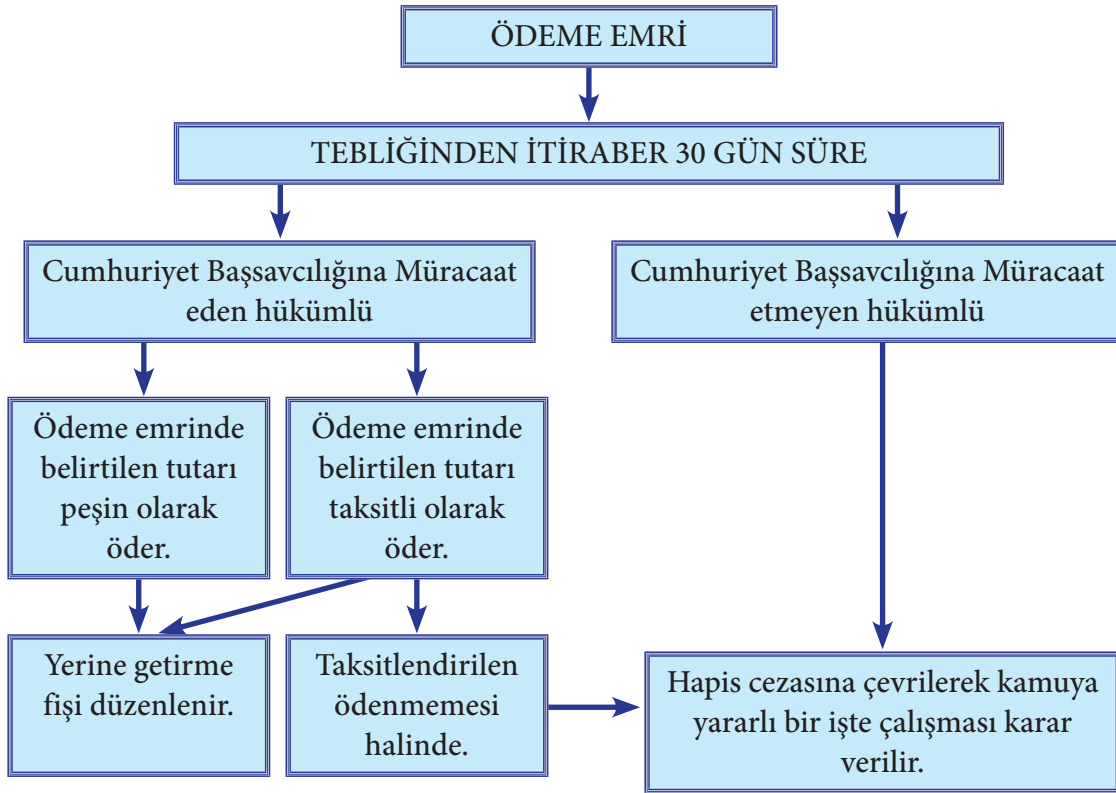 ÖDEME EMRİ
TEBLİĞİNDEN İTİRABER 30 GÜN SÜRE
Cumhuriyet Başsavcılığına Müracaat
eden hükümlü
Cumhuriyet Başsavcılığına Müracaat
etmeyen hükümlü
Ödeme emrinde
belirtilen tutarı
peşin olarak
öder.
Ödeme emrinde
belirtilen tutarı
taksitli olarak
öder.
Yerine getirme
fişi düzenlenir.
Taksitlendirilen
ödenmemesi
halinde.
Hapis cezasına çevrilerek kamuya
yararlı bir işte çalışması karar
verilir.